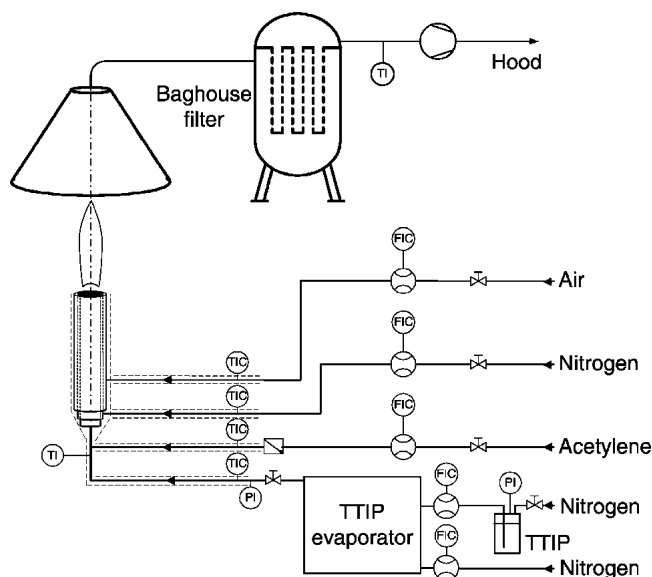 Hood
TI
Baghouse
filter
FIC
Air
FIC
TIC
Nitrogen
TIC
FIC
TIC
Acetylene
TI
TIC
PI
FIC
PI
Nitrogen
TTIP
evaporator
TTIP
FIC
Nitrogen